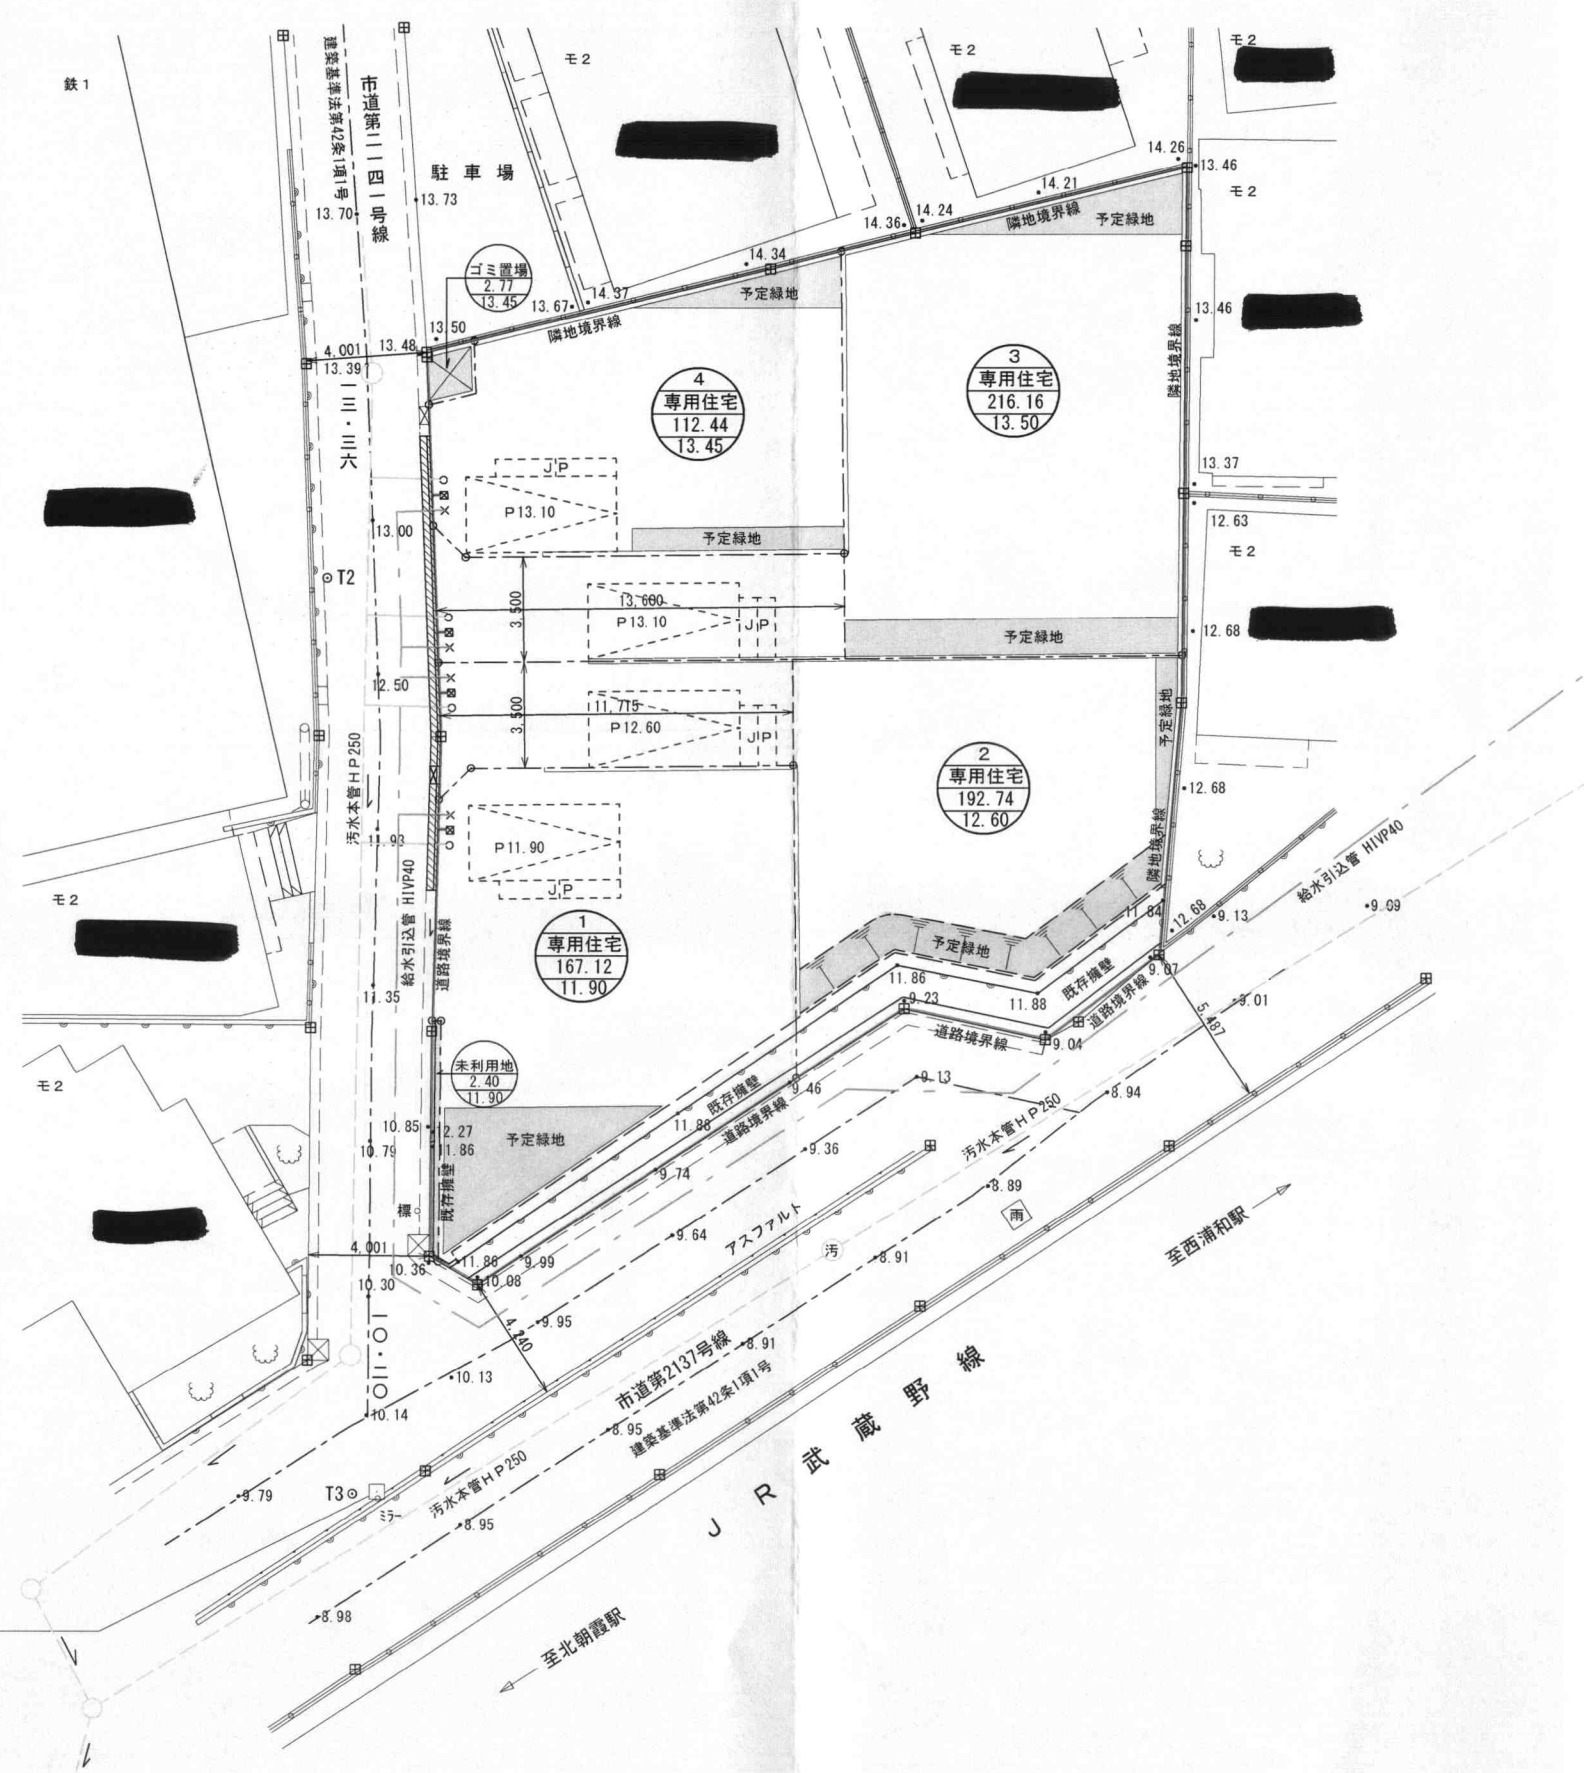 鉄1
建築基準法第42条1項1号
市道第二一四一号線
モ2
モ2
モ2
駐車場
13.70
13.73
14.26
13.46
モ2
14.21
隣地境界線
予定緑地
14.24
14.36
14.34
予定緑地
ゴミ置場
2.77
13.45
13.67
14.37
隣地境界線
13.50
13.48
4,001
13.39
一三・三六
13.46
隣地境界線
4
専用住宅
112.44
13.45
3
専用住宅
216.16
13.50
13.37
JP
P13.10
予定緑地
13.00
12.63
モ2
T2
3,500
13,600
P13.10
JP
予定緑地
12.68
12.50
3,500
11,715
P12.60
JP
予定緑地
汚水本管HP250
2
専用住宅
192.74
12.60
12.68
隣地境界線
11.93
P11.90
JP
給水引込管 HIVP40
道路境界線
給水引込管 HIVP40
モ2
1
専用住宅
167.12
11.90
11.84
12.68
9.13
9.09
予定緑地
11.86
11.88
既存擁壁
9.07
11.35
9.23
道路境界線
道路境界線
9.04
9.01
5,487
未利用地
2.40
11.90
モ2
9.46
9.13
8.94
既存擁壁
道路境界線
11.88
汚水本管HP250
10.85
12.27
10.79
11.86
予定緑地
9.36
9.74
8.89
既存擁壁
標
雨
アスファルト
9.64
汚
8.91
至西浦和駅
4,001
10.36
11.86
9.99
10.30
10.08
一〇・二〇
4,240
9.95
8.91
市道第2137号線
建築基準法第42条1項1号
10.13
10.14
8.95
JR武蔵野線
9.79
T3
ミラー
汚水本管HP250
8.95
8.98
至北朝霞駅